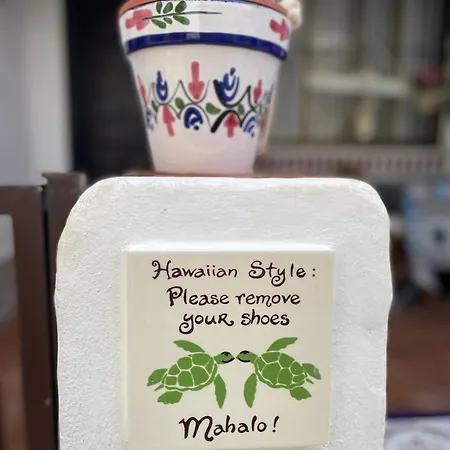 Hawaiian Style:
Please remove
your shoes
Mahalo!